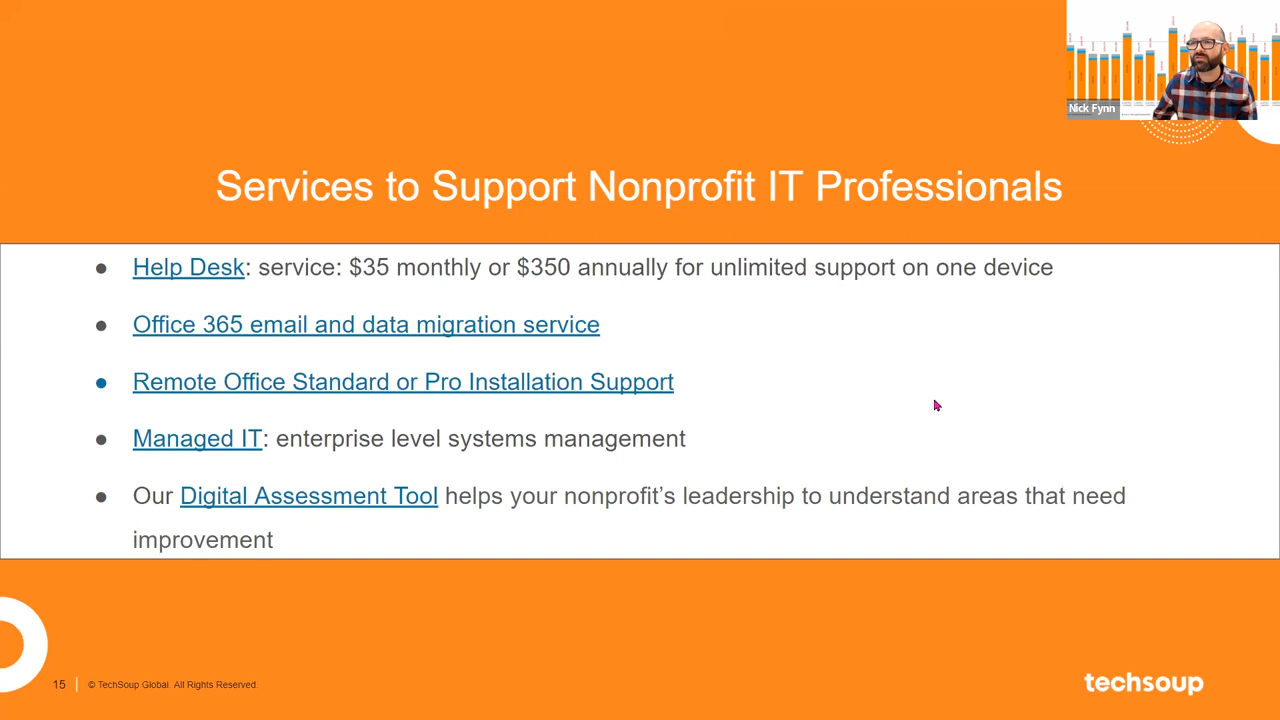 Nick Fynn
Services to Support Nonprofit IT Professionals
● Help Desk: service: $35 monthly or $350 annually for unlimited support on one device
● Office 365 email and data migration service
● Remote Office Standard or Pro Installation Support
● Managed IT: enterprise level systems management
● Our Digital Assessment Tool helps your nonprofit’s leadership to understand areas that need
improvement
15 | © TechSoup Global. All Rights Reserved.
techsoup